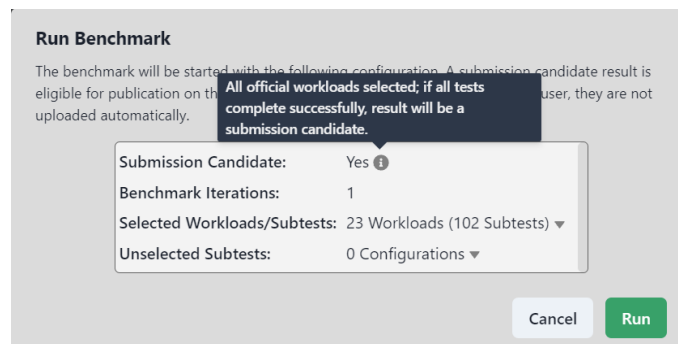 Run Benchmark
The benchmark will be started with the following configuration. A submission candidate result is
eligible for publication on th user, they are not
uploaded automatically.
All official workloads selected; if all tests
complete successfully, result will be a
submission candidate.
Submission Candidate: Yes
Benchmark Iterations: 1
Selected Workloads/Subtests: 23 Workloads (102 Subtests)
Unselected Subtests: 0 Configurations
Cancel Run